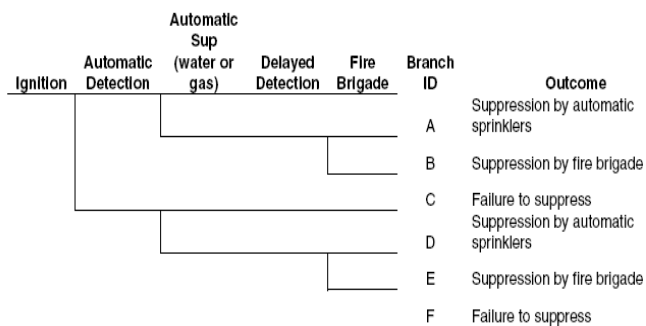 Automatic
Sup
Automatic (water or Delayed Fire Branch
Ignition Detection gas) Detection Brigade ID Outcome
Suppression by automatic
A sprinklers
B Suppression by fire brigade
C Failure to suppress
Suppression by automatic
D sprinklers
E Suppression by fire brigade
F Failure to suppress